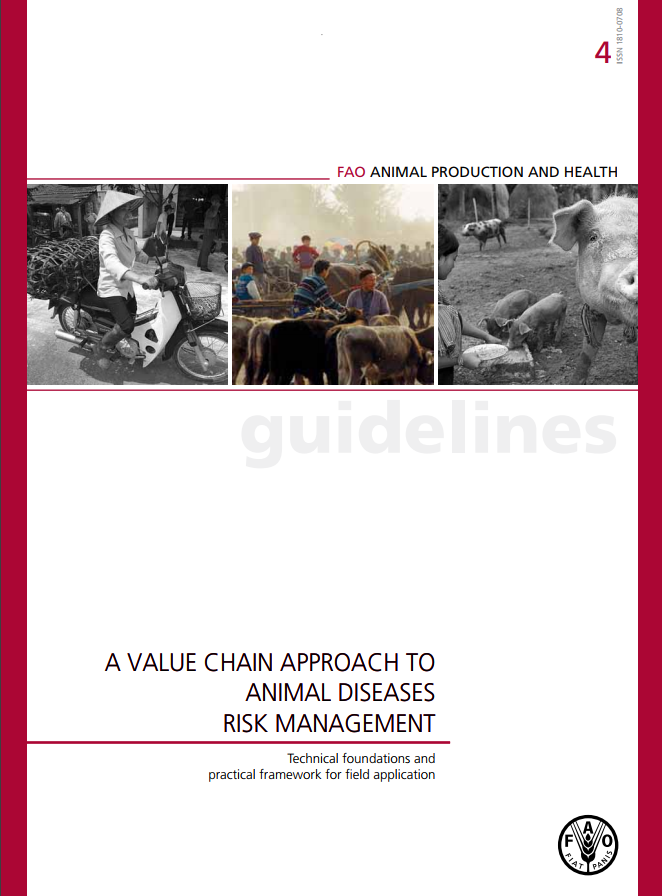 4
ISSN 1810-0708
FAO ANIMAL PRODUCTION AND HEALTH
guidelines
A VALUE CHAIN APPROACH TO
ANIMAL DISEASES
RISK MANAGEMENT
Technical foundations and
practical framework for field application
F A O
FIAT PANIS